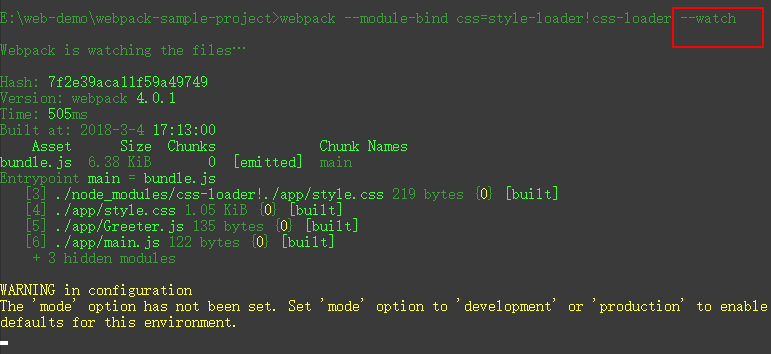 E:\web-demo\webpack-sample-project>webpack --module-bind css=style-loader!css-loader --watch
Webpack is watching the files…
Hash: 7f2e39aca11f59a49749
Version: webpack 4.0.1
Time: 505ms
Built at: 2018-3-4 17:13:00
Asset Size Chunks Chunk Names
bundle.js 6.38 KiB 0 [emitted] main
Entrypoint main = bundle.js
[3] ./node_modules/css-loader!./app/style.css 219 bytes {0} [built]
[4] ./app/style.css 1.05 KiB {0} [built]
[5] ./app/Greeter.js 135 bytes {0} [built]
[6] ./app/main.js 122 bytes {0} [built]
+ 3 hidden modules
WARNING in configuration
The 'mode' option has not been set. Set 'mode' option to 'development' or 'production' to enable
defaults for this environment.